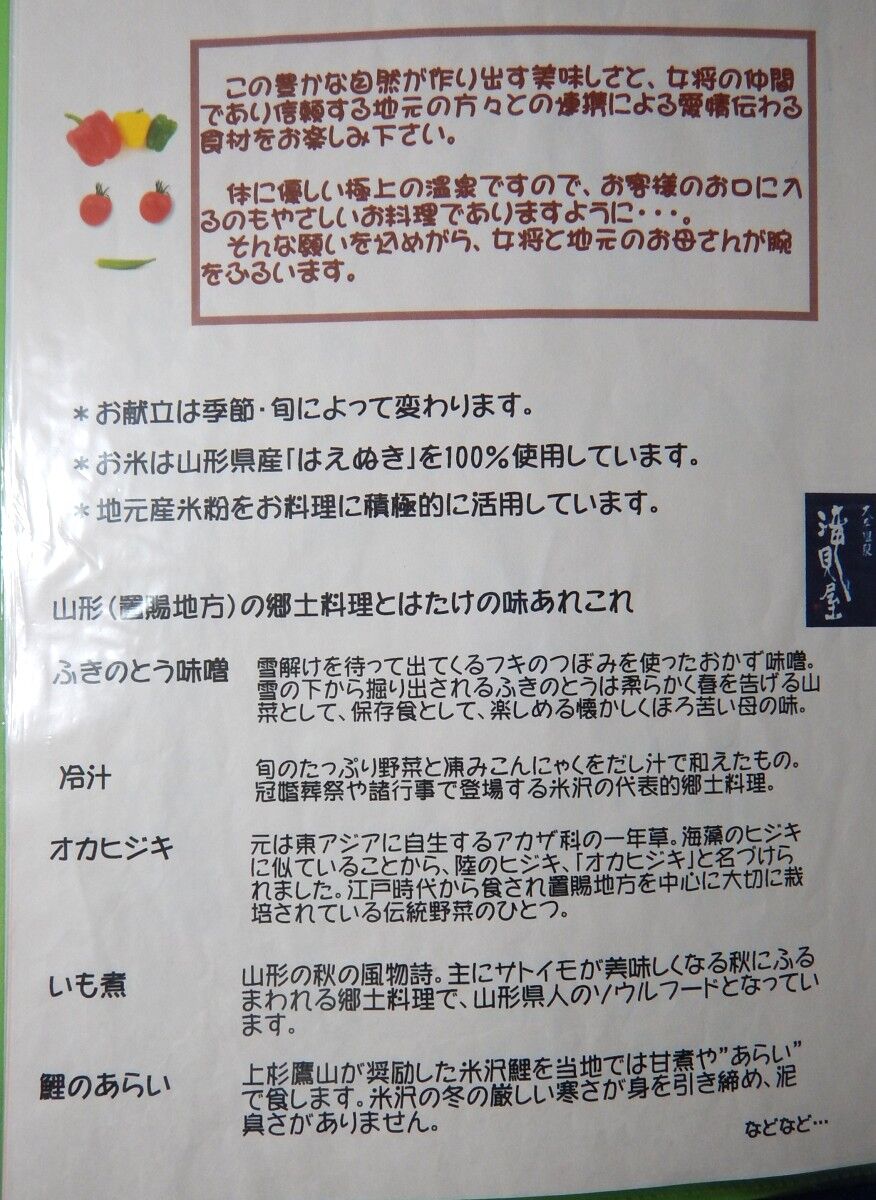 この豊かな自然が作り出す美味しさと、女将の仲間
であり信頼する地元の方々との連携による愛情伝わる
食材をお楽しみ下さい。
体に優しい極上の温泉ですので、お客様のお口に入
るのもやさしいお料理でありますように・・・。
そんな願いを込めがら、女将と地元のお母さんが腕
をふるいます。
＊お献立は季節・旬によって変わります。
＊お米は山形県産「はえぬき」を100％使用しています。
＊地元産米粉をお料理に積極的に活用しています。
清見屋
山形（置賜地方）の郷土料理とはたけの味あれこれ
ふきのとう味噌
雪解けを待って出てくるフキのつぼみを使ったおかず味噌。
雪の下から掘り出されるふきのとうは柔らかく春を告げる山
菜として、保存食として、楽しめる懐かしくほろ苦い母の味。
冷汁
旬のたっぷり野菜と凍みこんにゃくをだし汁で和えたもの。
冠婚葬祭や諸行事で登場する米沢の代表的郷土料理。
オカヒジキ
元は東アジアに自生するアカザ科の一年草。海藻のヒジキ
に似ていることから、陸のヒジキ、「オカヒジキ」と名づけら
れました。江戸時代から食され置賜地方を中心に大切に栽
培されている伝統野菜のひとつ。
いも煮
山形の秋の風物詩。主にサトイモが美味しくなる秋にふる
まわれる郷土料理で、山形県人のソウルフードとなってい
ます。
鯉のあらい
上杉鷹山が奨励した米沢鯉を当地では甘煮や”あらい”
で食します。米沢の冬の厳しい寒さが身を引き締め、泥
臭さがありません。
などなど…